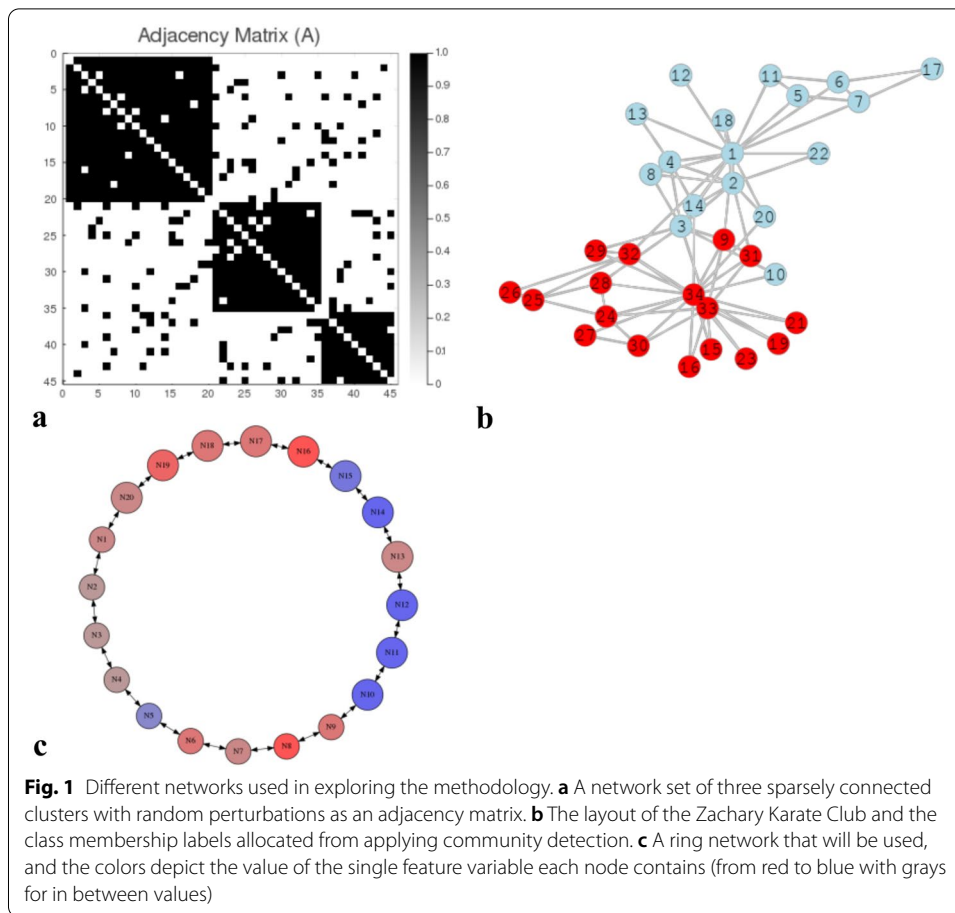 Adjacency Matrix (A)
0
5
10
15
20
25
30
35
40
45
0 5 10 15 20 25 30 35 40 45
1.0
0.9
0.8
0.7
0.6
0.5
0.4
0.3
0.2
0.1
0
a
12
11
6
17
5
7
13
18
1
22
4
8
2
14
20
3
9
29
32
31
10
28
26
25
34
33
24
21
27
30
15
19
16
23
b
N17
N18
N16
N19
N15
N20
N14
N1
N13
N2
N12
N3
N11
N4
N10
N5
N9
N6
N8
N7
c
Fig. 1 Different networks used in exploring the methodology. a A network set of three sparsely connected
clusters with random perturbations as an adjacency matrix. b The layout of the Zachary Karate Club and the
class membership labels allocated from applying community detection. c A ring network that will be used,
and the colors depict the value of the single feature variable each node contains (from red to blue with grays
for in between values)